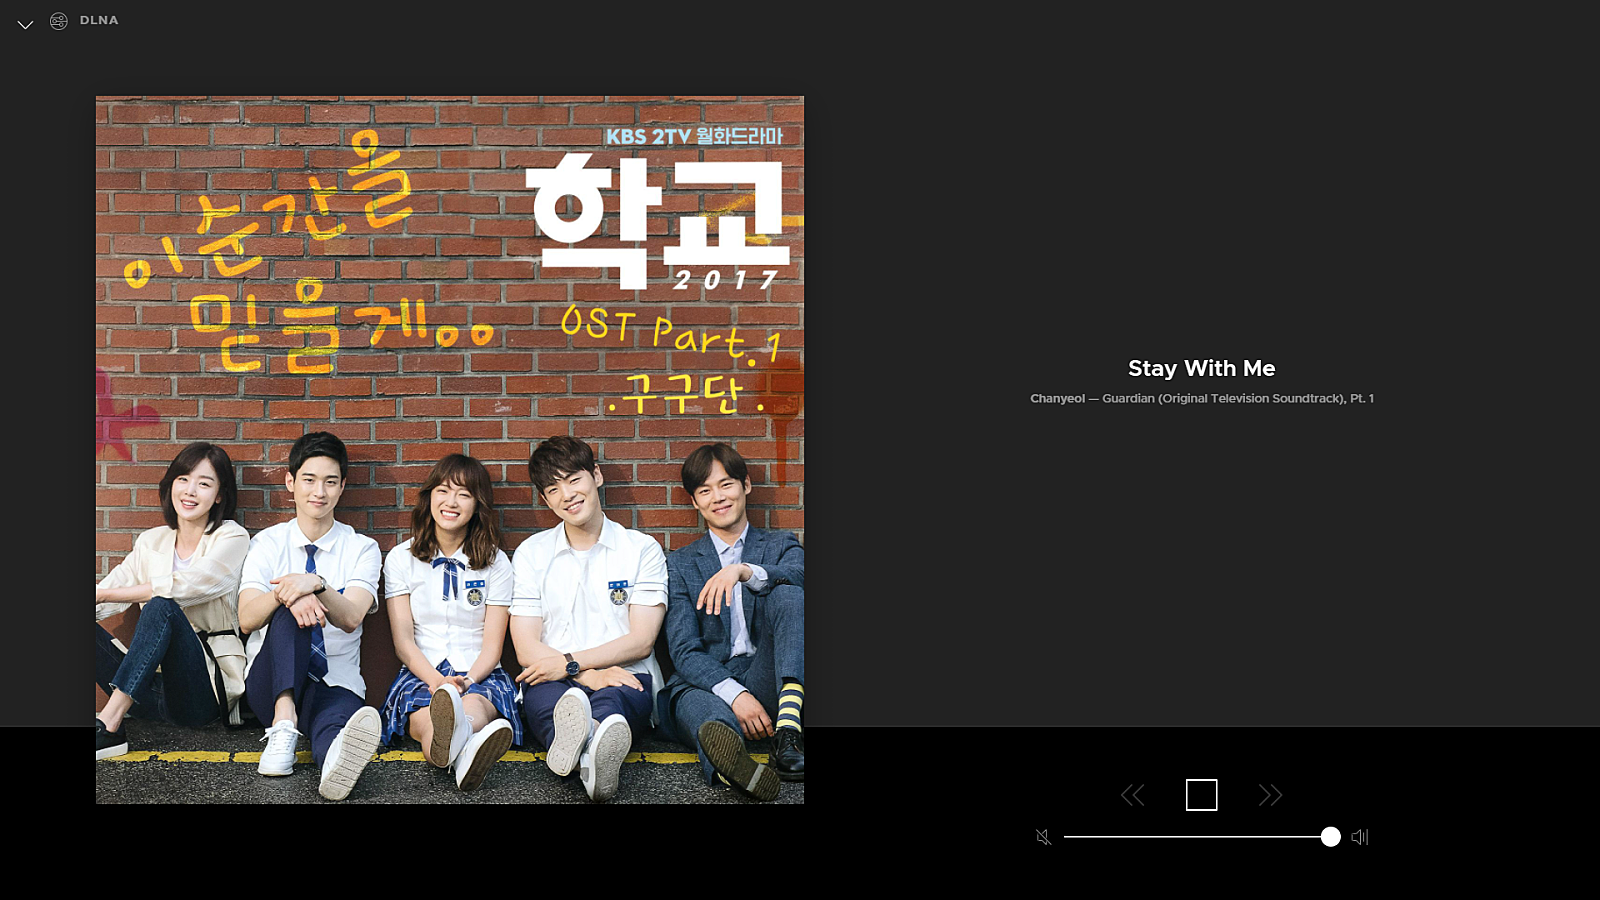 DLNA
이 순간을
믿을게..
KBS 2TV 월화드라마
학교
2017
OST Part.1
.구구단.
Stay With Me
Chanyeol — Guardian (Original Television Soundtrack), Pt. 1